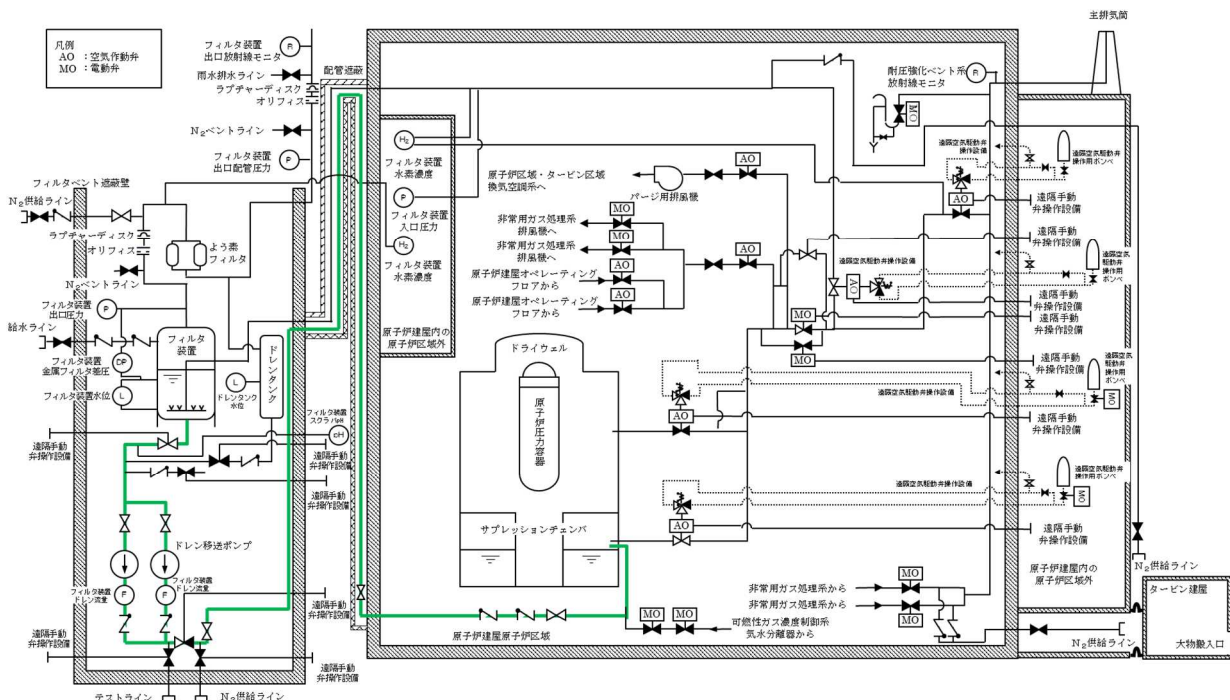 凡例
AO ：空気作動弁
MO ：電動弁
フィルタ装置
出口放射線モニタ
R
雨水排水ライン
ラプチャーディスク
オリフィス
N₂ベントライン
フィルタ装置
出口配管圧力
P
配管遮蔽
フィルタベント遮蔽壁
N₂供給ライン
ラプチャーディスク
オリフィス
よう素
フィルタ
N₂ベントライン
フィルタ装置
出口圧力
P
給水ライン
フィルタ
装置
フィルタ装置
金属フィルタ差圧
DP
フィルタ装置水位
L
ドレンタンク
L
ドレンタンク
水位
フィルタ装置
スクラバpH
pH
遠隔手動
弁操作設備
遠隔手動
弁操作設備
遠隔手動
弁操作設備
ドレン移送ポンプ
フィルタ装置
ドレン流量
F
フィルタ装置
ドレン流量
F
遠隔手動
弁操作設備
遠隔手動
弁操作設備
遠隔手動
弁操作設備
テストライン
N₂供給ライン
H₂
フィルタ装置
水素濃度
P
フィルタ装置
入口圧力
H₂
フィルタ装置
水素濃度
原子炉建屋内の
原子炉区域外
原子炉区域・タービン区域
換気空調系へ
パージ用排風機
AO
非常用ガス処理系
排風機へ
MO
非常用ガス処理系
排風機へ
MO
原子炉建屋オペレーティング
フロアから
AO
原子炉建屋オペレーティング
フロアから
AO
AO
ドライウェル
原子炉圧力容器
サプレッションチェンバ
原子炉建屋原子炉区域
主排気筒
耐圧強化ベント系
放射線モニタ
R
MO
遠隔空気駆動弁操作設備
遠隔空気駆動弁
操作用ボンベ
AO
遠隔手動
弁操作設備
遠隔手動
弁操作設備
遠隔空気駆動弁操作設備
遠隔空気駆動弁
操作用ボンベ
AO
遠隔手動
弁操作設備
MO
遠隔手動
弁操作設備
MO
遠隔手動
弁操作設備
遠隔空気駆動弁
操作用ボンベ
MO
遠隔空気駆動弁操作設備
AO
遠隔手動
弁操作設備
遠隔空気駆動弁操作設備
遠隔空気駆動弁
操作用ボンベ
MO
AO
遠隔手動
弁操作設備
N₂供給ライン
原子炉建屋内の
原子炉区域外
非常用ガス処理系から
MO
非常用ガス処理系から
MO
可燃性ガス濃度制御系
気水分離器から
MO
MO
N₂供給ライン
タービン建屋
大物搬入口